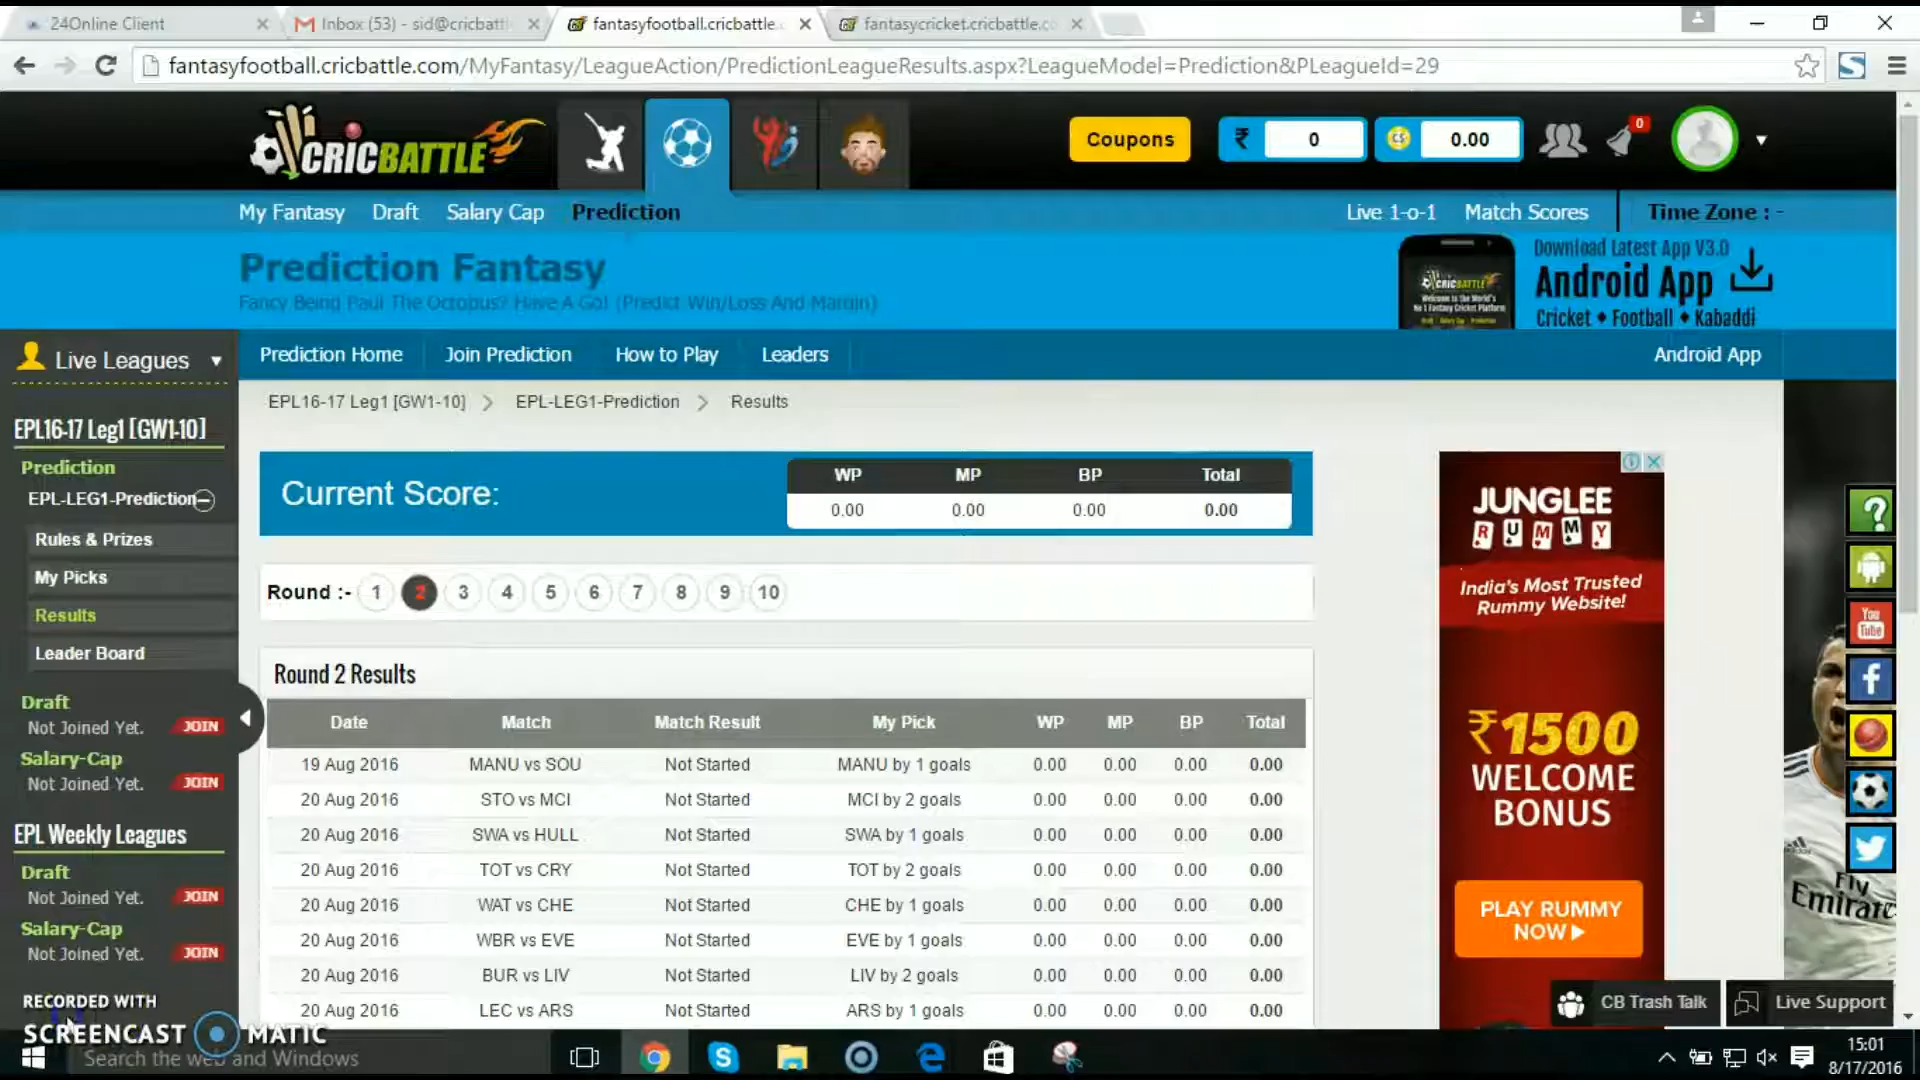 24Online Client
Inbox (53) - sid@cricbatt
fantasyfootball.cricbattle.
fantasycricket.cricbattle.co
fantasyfootball.cricbattle.com/MyFantasy/LeagueAction/PredictionLeagueResults.aspx?LeagueModel=Prediction&PLeagueId=29
CRICBATTLE
Coupons
₹ 0
0.00
0
My Fantasy Draft Salary Cap Prediction
Live 1-o-1 Match Scores Time Zone : -
Prediction Fantasy
Fancy Being Paul The Octopus? Have A Go! (Predict Win/Loss And Margin)
Download Latest App V3.0
Android App
Cricket ♦ Football ♦ Kabaddi
Live Leagues
Prediction Home Join Prediction How to Play Leaders Android App
EPL16-17 Leg1 [GW1-10] > EPL-LEG1-Prediction > Results
EPL16-17 Leg1 [GW1-10]
Prediction
EPL-LEG1-Prediction
Rules & Prizes
My Picks
Results
Leader Board
Draft
Not Joined Yet. JOIN
Salary-Cap
Not Joined Yet. JOIN
EPL Weekly Leagues
Draft
Not Joined Yet. JOIN
Salary-Cap
Not Joined Yet. JOIN
Current Score:
WP MP BP Total
0.00 0.00 0.00 0.00
Round :- 1 2 3 4 5 6 7 8 9 10
Round 2 Results
Date Match Match Result My Pick WP MP BP Total
19 Aug 2016 MANU vs SOU Not Started MANU by 1 goals 0.00 0.00 0.00 0.00
20 Aug 2016 STO vs MCI Not Started MCI by 2 goals 0.00 0.00 0.00 0.00
20 Aug 2016 SWA vs HULL Not Started SWA by 1 goals 0.00 0.00 0.00 0.00
20 Aug 2016 TOT vs CRY Not Started TOT by 2 goals 0.00 0.00 0.00 0.00
20 Aug 2016 WAT vs CHE Not Started CHE by 1 goals 0.00 0.00 0.00 0.00
20 Aug 2016 WBR vs EVE Not Started EVE by 1 goals 0.00 0.00 0.00 0.00
20 Aug 2016 BUR vs LIV Not Started LIV by 2 goals 0.00 0.00 0.00 0.00
20 Aug 2016 LEC vs ARS Not Started ARS by 1 goals 0.00 0.00 0.00 0.00
JUNGLEE
RUMMY
India's Most Trusted
Rummy Website!
₹1500
WELCOME
BONUS
PLAY RUMMY
NOW
You
Tube
Fly
Emirate
CB Trash Talk
Live Support
RECORDED WITH
SCREENCAST MATIC
Search the web and Windows
15:01
8/17/2016